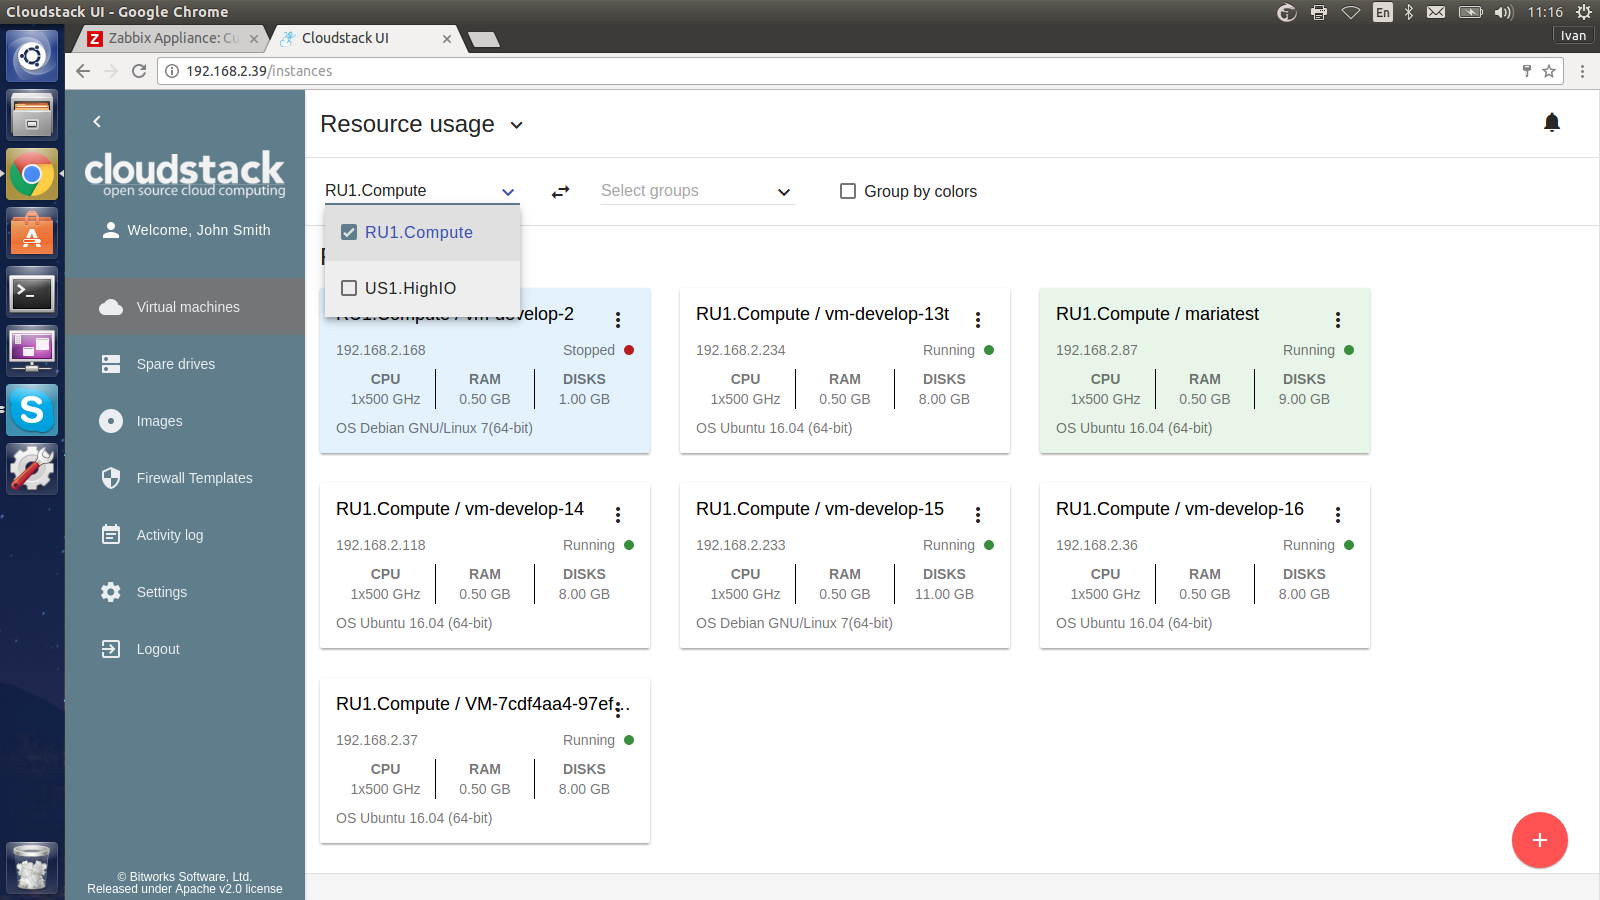 Cloudstack UI - Google Chrome
En
11:16
Ivan
Zabbix Appliance: Cu
Cloudstack UI
192.168.2.39/instances
cloudstack
open source cloud computing
Welcome, John Smith
Virtual machines
Spare drives
Images
Firewall Templates
Activity log
Settings
Logout
© Bitworks Software, Ltd.
Released under Apache v2.0 license
Resource usage
RU1.Compute
Select groups
Group by colors
RU1.Compute
US1.HighIO
RU1.Compute / vm-develop-2
192.168.2.168
Stopped
CPU RAM DISKS
1x500 GHz 0.50 GB 1.00 GB
OS Debian GNU/Linux 7(64-bit)
RU1.Compute / vm-develop-13t
192.168.2.234
Running
CPU RAM DISKS
1x500 GHz 0.50 GB 8.00 GB
OS Ubuntu 16.04 (64-bit)
RU1.Compute / mariatest
192.168.2.87
Running
CPU RAM DISKS
1x500 GHz 0.50 GB 9.00 GB
OS Ubuntu 16.04 (64-bit)
RU1.Compute / vm-develop-14
192.168.2.118
Running
CPU RAM DISKS
1x500 GHz 0.50 GB 8.00 GB
OS Ubuntu 16.04 (64-bit)
RU1.Compute / vm-develop-15
192.168.2.233
Running
CPU RAM DISKS
1x500 GHz 0.50 GB 11.00 GB
OS Debian GNU/Linux 7(64-bit)
RU1.Compute / vm-develop-16
192.168.2.36
Running
CPU RAM DISKS
1x500 GHz 0.50 GB 8.00 GB
OS Ubuntu 16.04 (64-bit)
RU1.Compute / VM-7cdf4aa4-97ef…
192.168.2.37
Running
CPU RAM DISKS
1x500 GHz 0.50 GB 8.00 GB
OS Ubuntu 16.04 (64-bit)